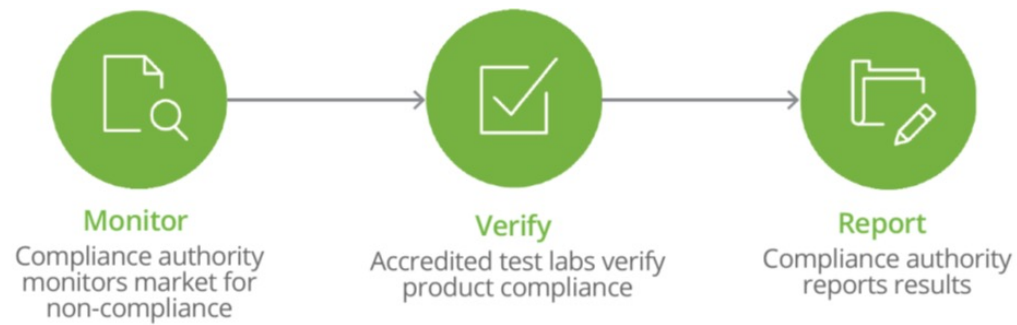 Monitor
Compliance authority
monitors market for
non-compliance
Verify
Accredited test labs verify
product compliance
Report
Compliance authority
reports results